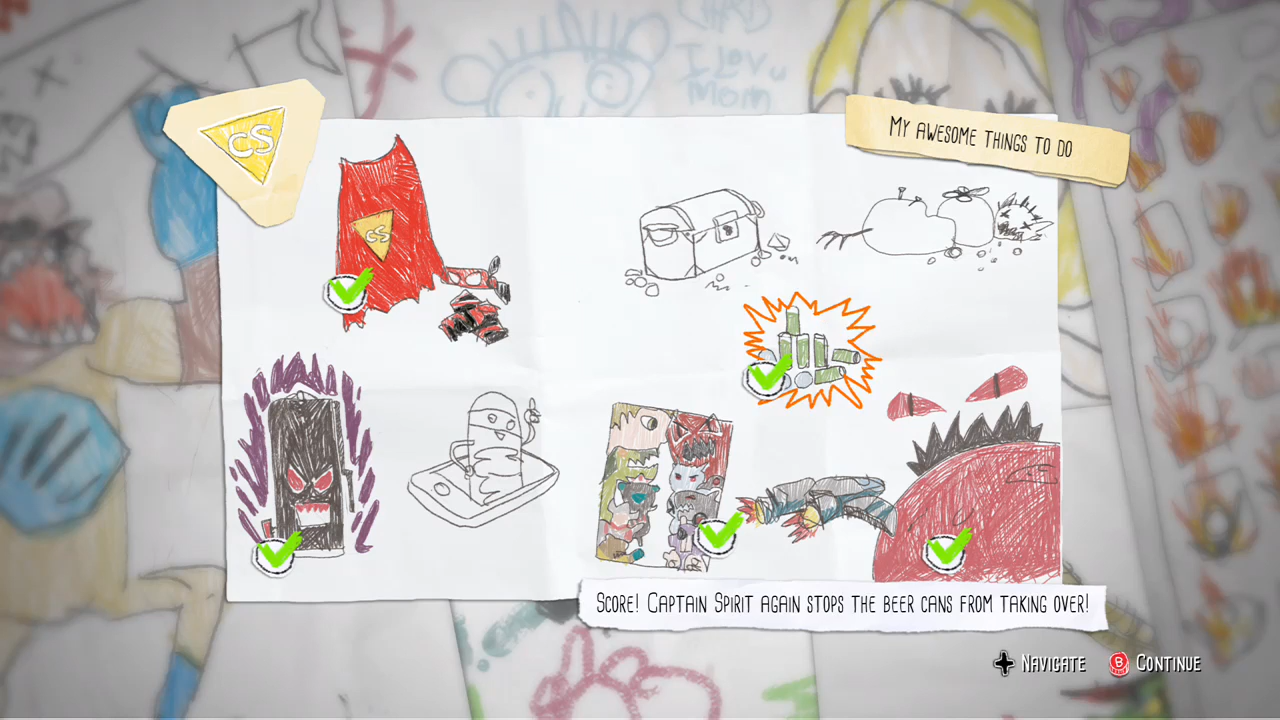 CHRIS
I LOV u
MOM
CS
MY AWESOME THINGS TO DO
CS
SCORE! CAPTAIN SPIRIT AGAIN STOPS THE BEER CANS FROM TAKING OVER!
NAVIGATE
B
CONTINUE